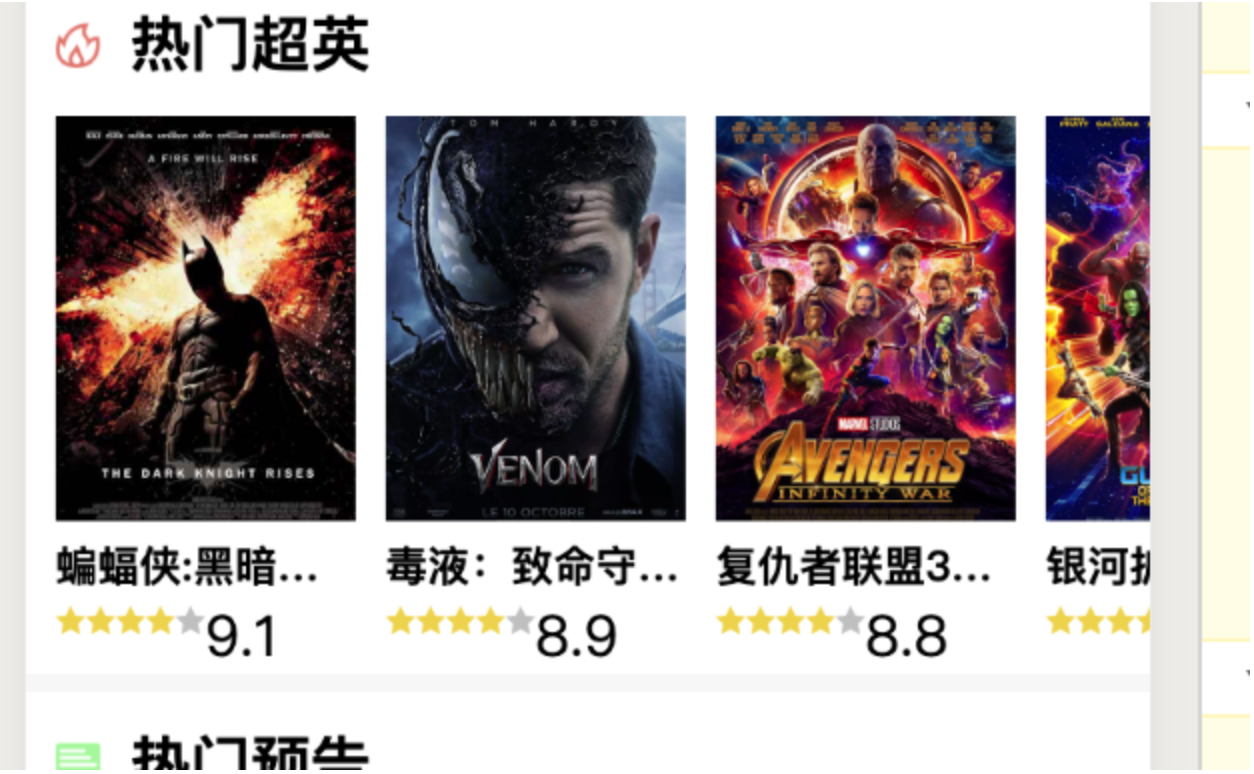 热门超英
A FIRE WILL RISE
THE DARK KNIGHT RISES
TOM HARDY
VENOM
LE 10 OCTOBRE
MARVEL STUDIOS
AVENGERS
INFINITY WAR
PRATT
SALDANA
蝙蝠侠:黑暗...
毒液：致命守...
复仇者联盟3...
银河护
9.1
8.9
8.8
热门预告